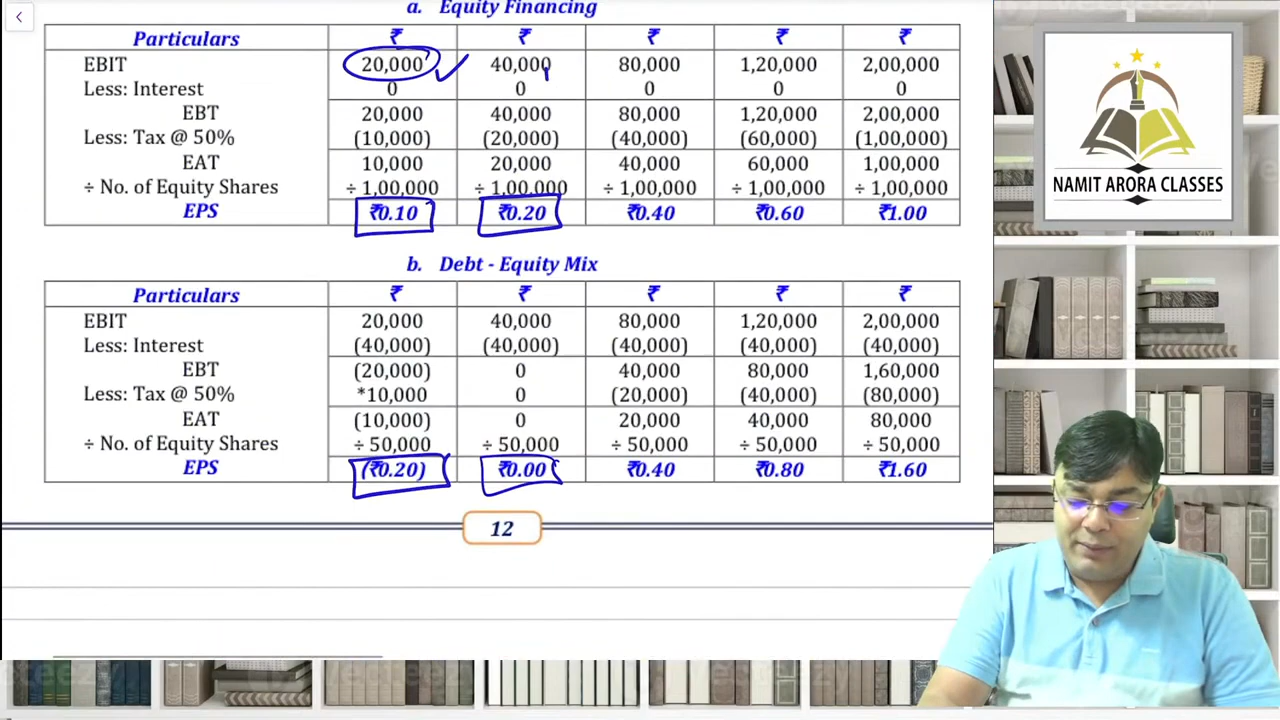 a. Equity Financing
Particulars ₹ ₹ ₹ ₹ ₹
EBIT 20,000 40,000 80,000 1,20,000 2,00,000
Less: Interest 0 0 0 0 0
EBT 20,000 40,000 80,000 1,20,000 2,00,000
Less: Tax @ 50% (10,000) (20,000) (40,000) (60,000) (1,00,000)
EAT 10,000 20,000 40,000 60,000 1,00,000
÷ No. of Equity Shares ÷ 1,00,000 ÷ 1,00,000 ÷ 1,00,000 ÷ 1,00,000 ÷ 1,00,000
EPS ₹0.10 ₹0.20 ₹0.40 ₹0.60 ₹1.00
b. Debt - Equity Mix
Particulars ₹ ₹ ₹ ₹ ₹
EBIT 20,000 40,000 80,000 1,20,000 2,00,000
Less: Interest (40,000) (40,000) (40,000) (40,000) (40,000)
EBT (20,000) 0 40,000 80,000 1,60,000
Less: Tax @ 50% *10,000 0 (20,000) (40,000) (80,000)
EAT (10,000) 0 20,000 40,000 80,000
÷ No. of Equity Shares ÷ 50,000 ÷ 50,000 ÷ 50,000 ÷ 50,000 ÷ 50,000
EPS (₹0.20) ₹0.00 ₹0.40 ₹0.80 ₹1.60
12
NAMIT ARORA CLASSES